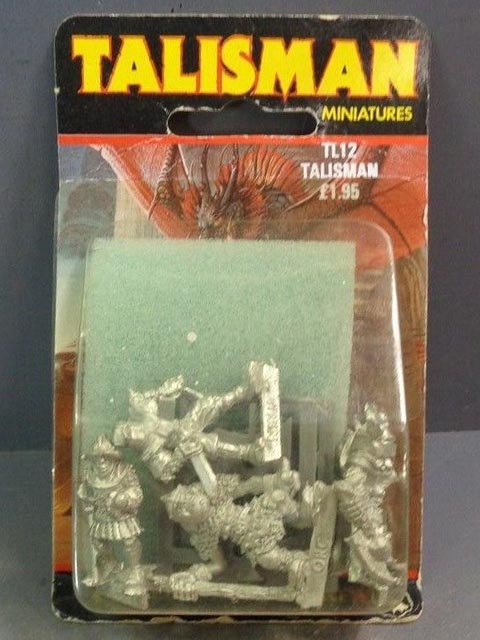 TALISMAN
MINIATURES
TL12
TALISMAN
£1.95